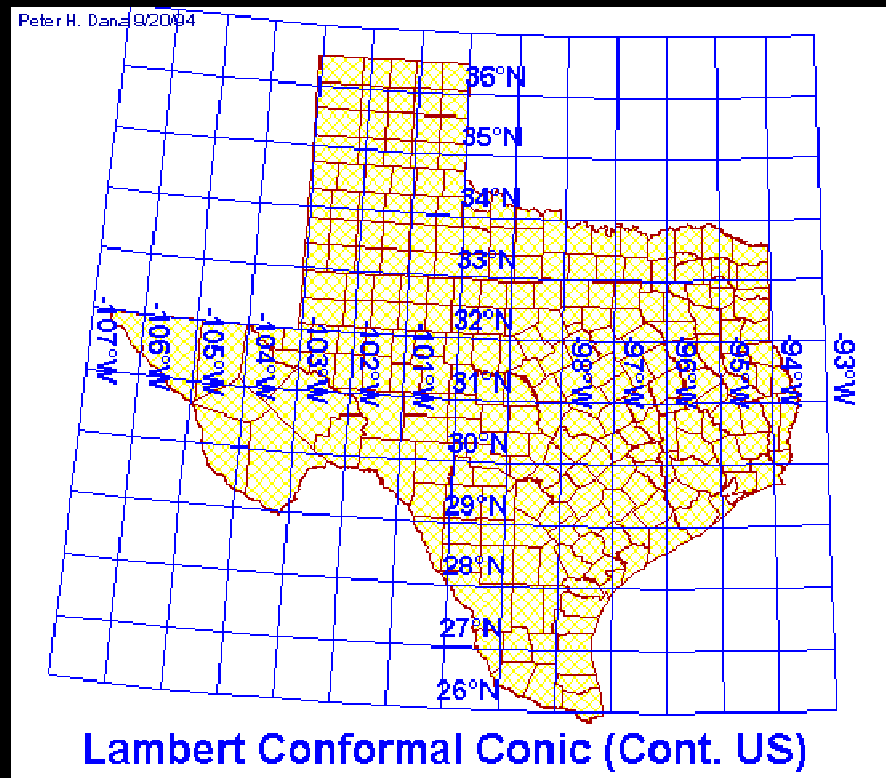 Peter H. Dana 9/20/94
36°N
35°N
34°N
33°N
32°N
-107°W
-106°W
-105°W
-104°W
-103°W
-102°W
-101°W
-98°W
-97°W
-96°W
-95°W
-94°W
-93°W
31°N
30°N
29°N
28°N
27°N
26°N
Lambert Conformal Conic (Cont. US)